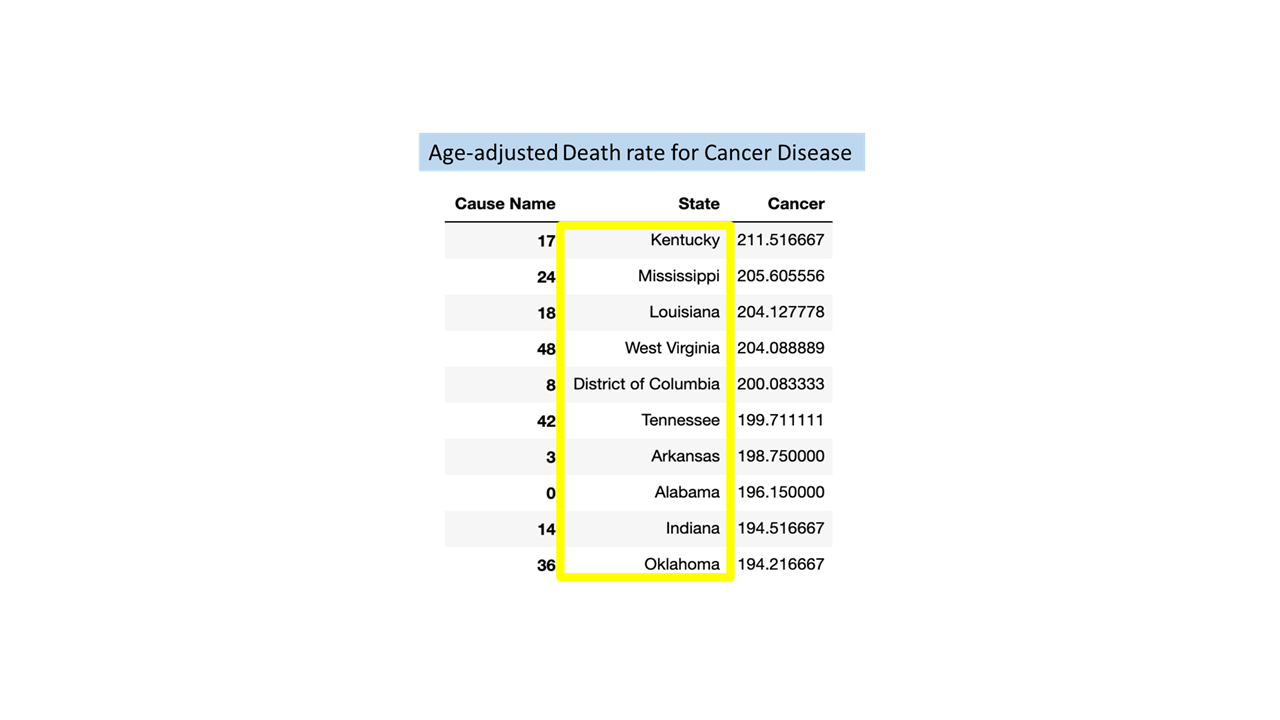 Age-adjusted Death rate for Cancer Disease
Cause Name State Cancer
17 Kentucky 211.516667
24 Mississippi 205.605556
18 Louisiana 204.127778
48 West Virginia 204.088889
8 District of Columbia 200.083333
42 Tennessee 199.711111
3 Arkansas 198.750000
0 Alabama 196.150000
14 Indiana 194.516667
36 Oklahoma 194.216667